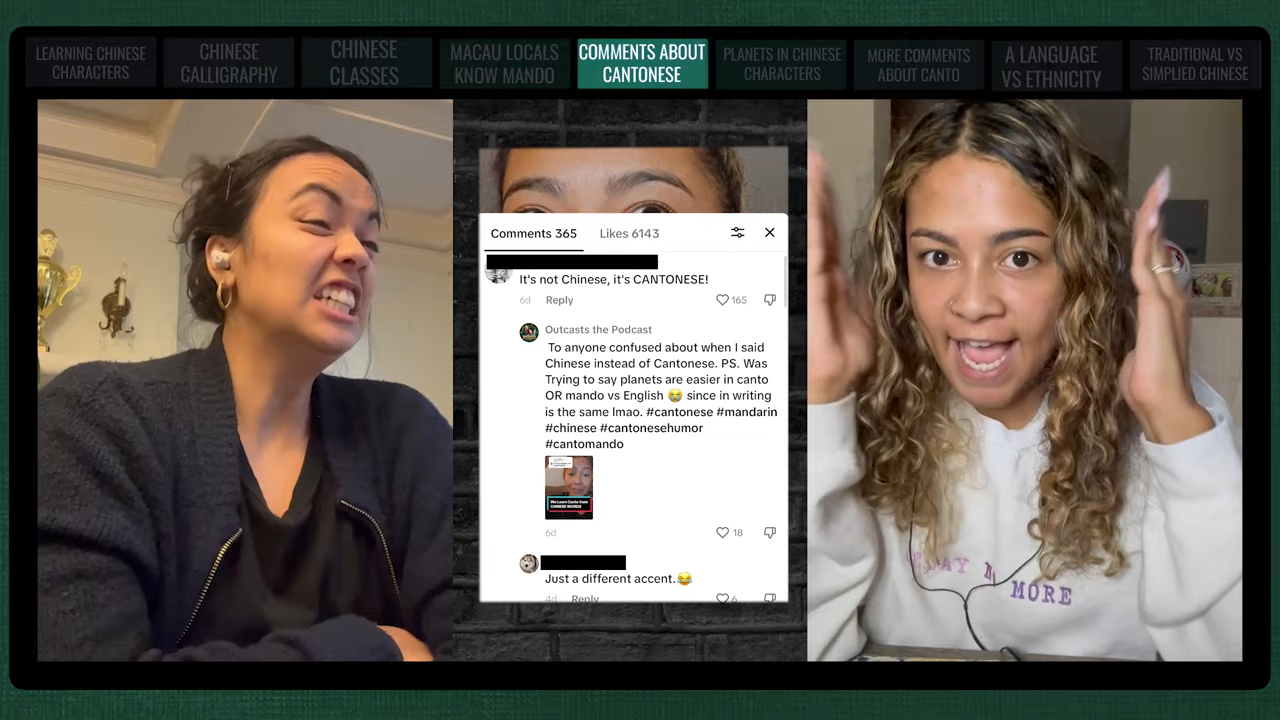 LEARNING CHINESE
CHARACTERS
CHINESE
CALLIGRAPHY
CHINESE
CLASSES
MACAU LOCALS
KNOW MANDO
COMMENTS ABOUT
CANTONESE
PLANETS IN CHINESE
CHARACTERS
MORE COMMENTS
ABOUT CANTO
A LANGUAGE
VS ETHNICITY
TRADITIONAL VS
SIMPLIED CHINESE
Comments 365 Likes 6143
It's not Chinese, it's CANTONESE!
6d Reply 165
Outcasts the Podcast
To anyone confused about when I said
Chinese instead of Cantonese. PS. Was
Trying to say planets are easier in canto
OR mando vs English 😭 since in writing
is the same lmao. #cantonese #mandarin
#chinese #cantonesehumor
#cantomando
We Learn Canto from
CHINESE WORDS
6d 18
Just a different accent.😂
4d Reply 6
MORE